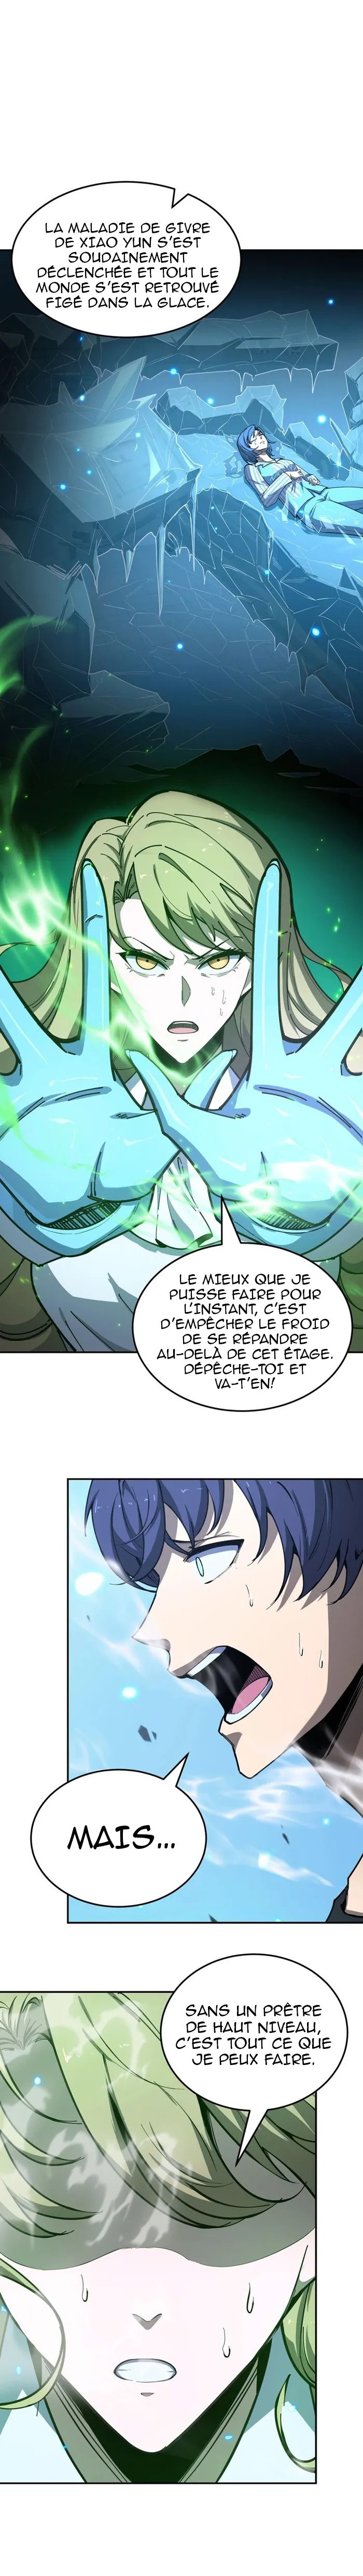 LA MALADIE DE GIVRE
DE XIAO YUN S'EST
SOUDAINEMENT
DÉCLENCHÉE ET TOUT LE
MONDE S'EST RETROUVÉ
FIGÉ DANS LA GLACE.
LE MIEUX QUE JE
PUISSE FAIRE POUR
L'INSTANT, C'EST
D'EMPÊCHER LE FROID
DE SE RÉPANDRE
AU-DELÀ DE CET ÉTAGE.
DÉPÊCHE-TOI ET
VA-T'EN!
MAIS...
SANS UN PRÊTRE
DE HAUT NIVEAU,
C'EST TOUT CE QUE
JE PEUX FAIRE.